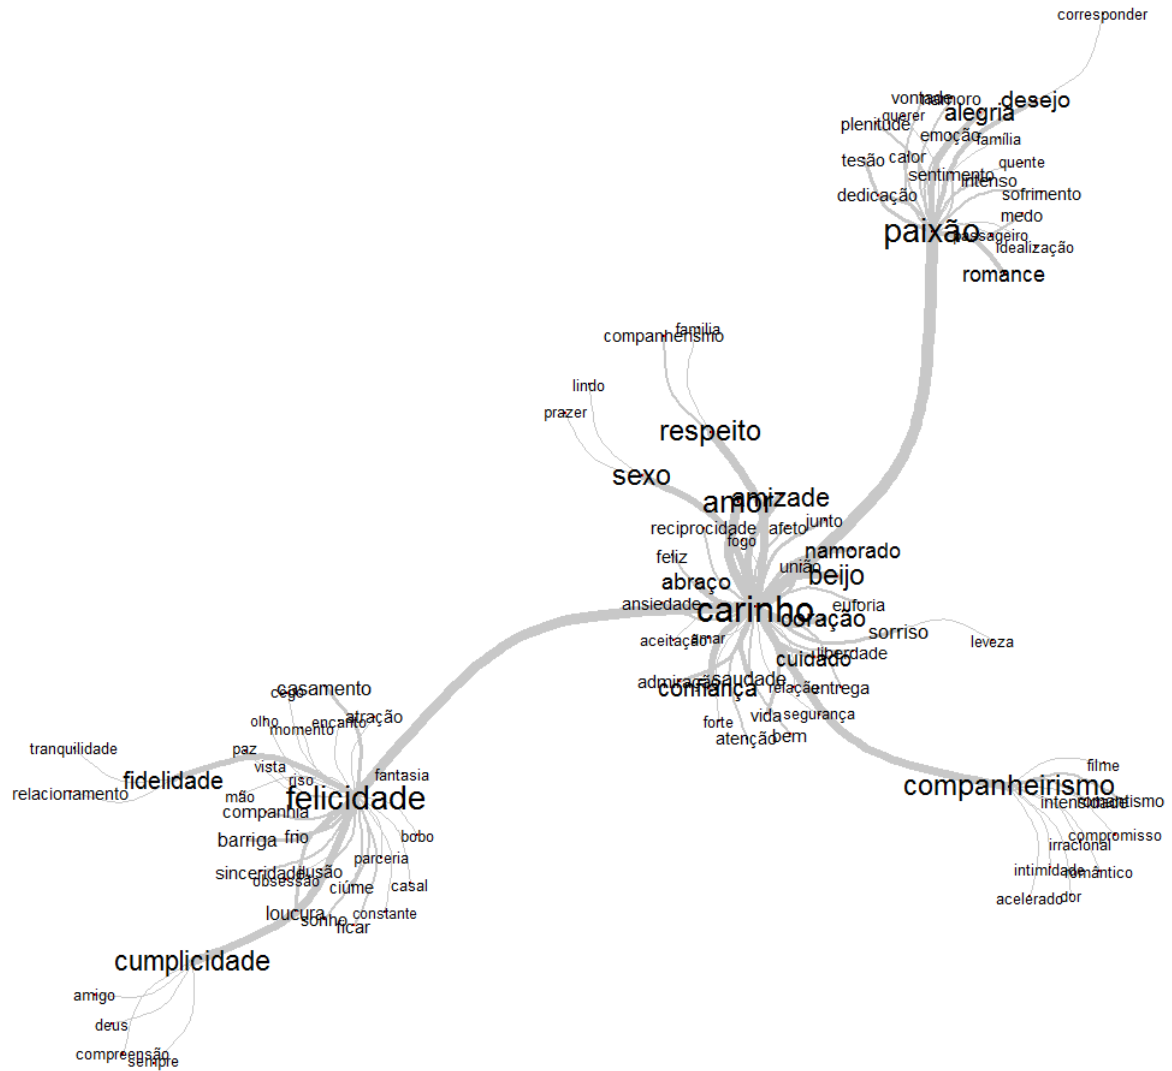 corresponder
vontade
namoro
desejo
querer
alegria
plenitude
emoção
família
tesão
calor
quente
sentimento
intenso
dedicação
sofrimento
medo
paixão
passageiro
idealização
romance
familia
companherismo
lindo
prazer
respeito
sexo
amor
amizade
reciprocidade
afeto
junto
fogo
feliz
namorado
união
beijo
abraço
ansiedade
carinho
euforia
coração
sorriso
aceitação
amar
leveza
liberdade
cuidado
admiração
saudade
confiança
relação
entrega
forte
vida
segurança
atenção
bem
cego
casamento
olho
momento
encanto
atração
tranquilidade
paz
vista
riso
fantasia
fidelidade
relacionamento
mão
felicidade
companhia
barriga
frio
bobo
parceria
sinceridade
ilusão
obsessão
ciúme
casal
loucura
sonho
ficar
constante
filme
companheirismo
intensidade
romantismo
compromisso
irracional
intimidade
romântico
acelerado
dor
cumplicidade
amigo
deus
compreensão
sempre